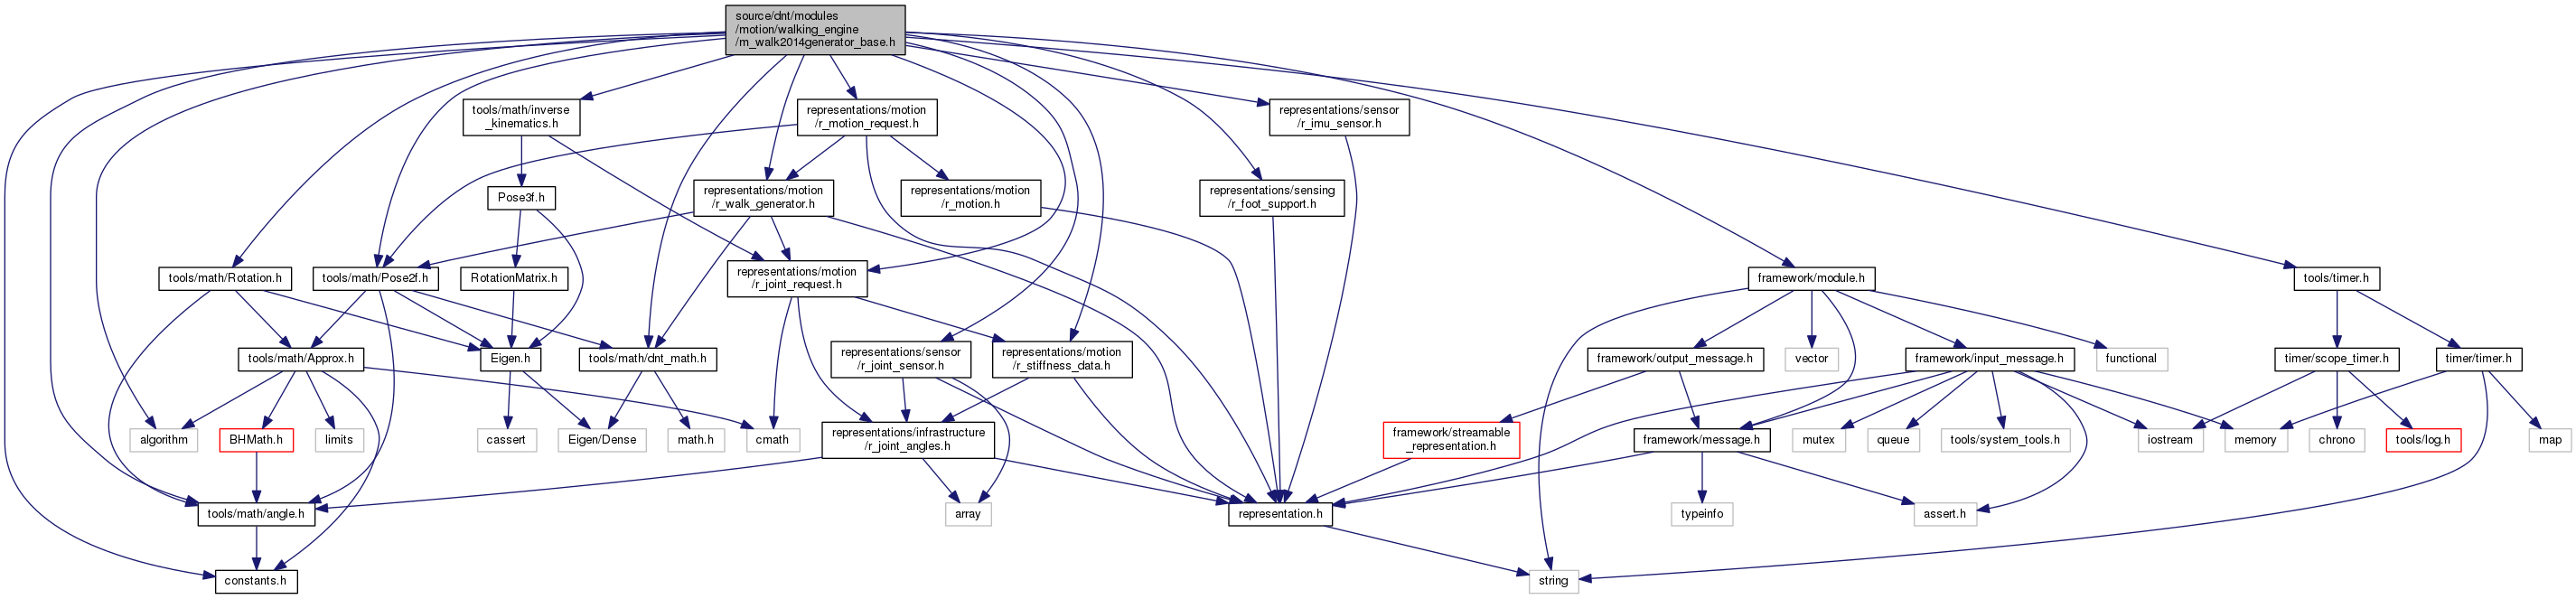 source/dnt/modules
/motion/walking_engine
/m_walk2014generator_base.h
tools/math/inverse
_kinematics.h
representations/motion
/r_motion_request.h
representations/sensor
/r_imu_sensor.h
Pose3f.h
representations/motion
/r_walk_generator.h
representations/motion
/r_motion.h
representations/sensing
/r_foot_support.h
tools/math/Rotation.h
tools/math/Pose2f.h
RotationMatrix.h
representations/motion
/r_joint_request.h
framework/module.h
tools/timer.h
tools/math/Approx.h
Eigen.h
tools/math/dnt_math.h
representations/sensor
/r_joint_sensor.h
representations/motion
/r_stiffness_data.h
framework/output_message.h
vector
framework/input_message.h
functional
timer/scope_timer.h
timer/timer.h
algorithm
BHMath.h
limits
cassert
Eigen/Dense
math.h
cmath
representations/infrastructure
/r_joint_angles.h
framework/streamable
_representation.h
framework/message.h
mutex
queue
tools/system_tools.h
iostream
memory
chrono
tools/log.h
map
tools/math/angle.h
array
representation.h
typeinfo
assert.h
constants.h
string